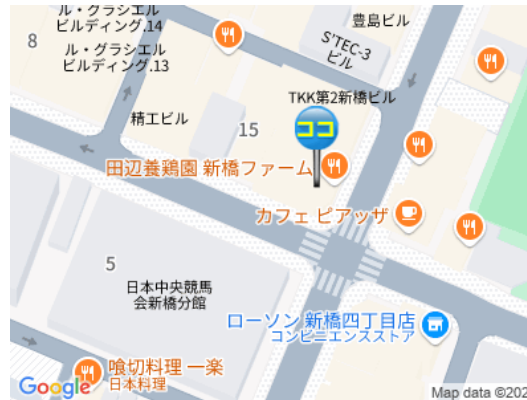 ル・グラシエル
ビルディング.14
豊島ビル
8
ル・グラシエル
ビルディング.13
S'TEC-3
ビル
TKK第2新橋ビル
精工ビル
15
ココ
田辺養鶏園 新橋ファーム
カフェ ピアッザ
5
日本中央競馬
会新橋分館
ローソン 新橋四丁目店
コンビニエンスストア
喰切料理 一楽
日本料理
Google
Map data ©202